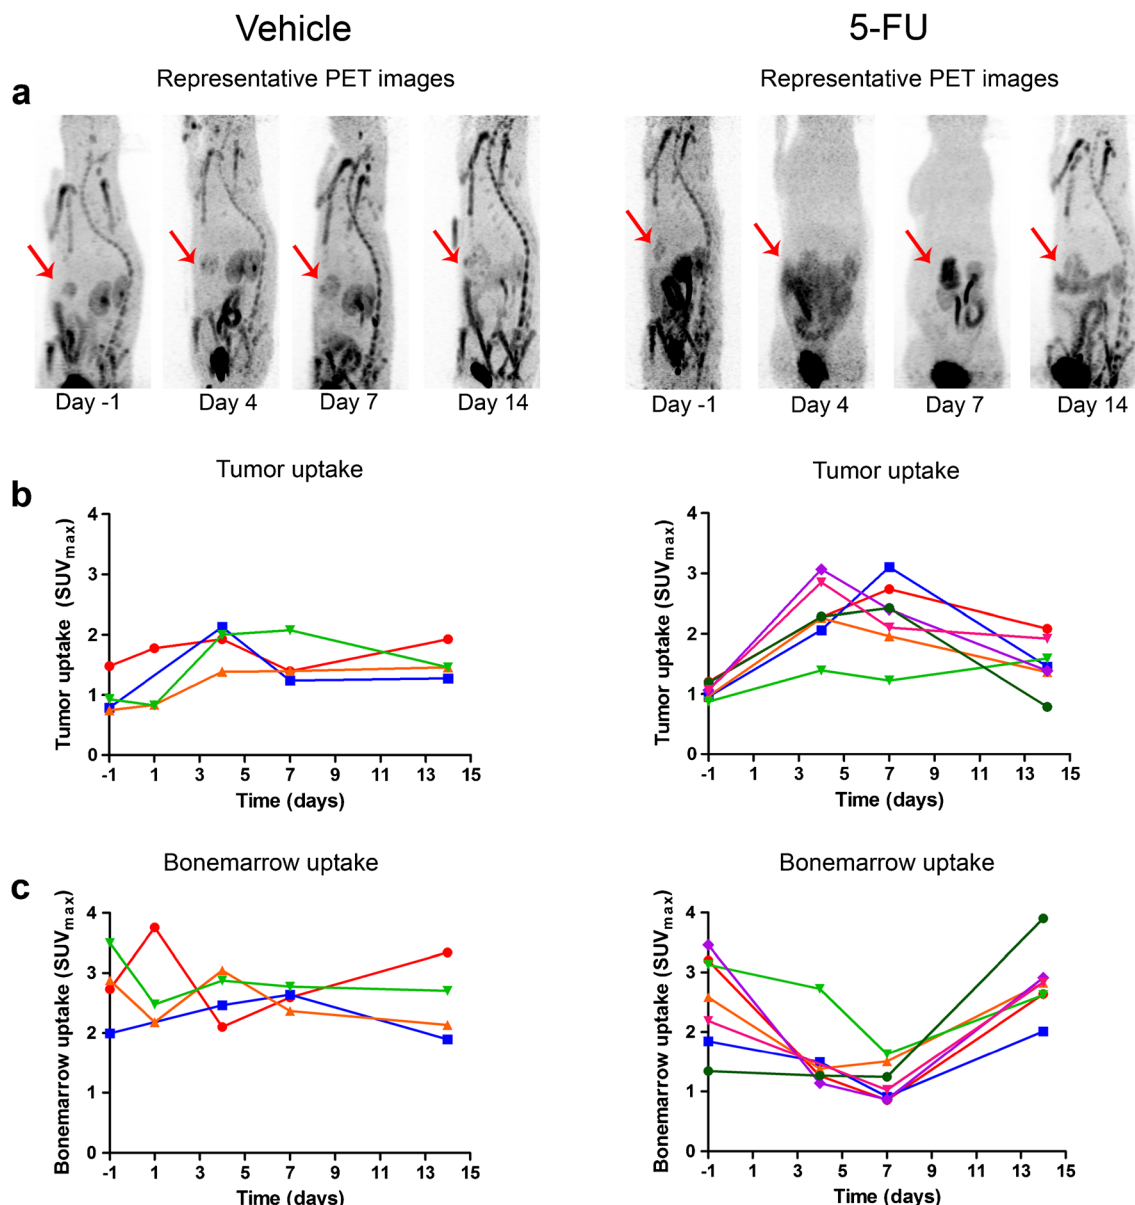 Vehicle
5-FU
a
Representative PET images
Representative PET images
Day -1
Day 4
Day 7
Day 14
Day -1
Day 4
Day 7
Day 14
b
Tumor uptake
Tumor uptake (SUVmax)
4
3
2
1
0
-1 1 3 5 7 9 11 13 15
Time (days)
Tumor uptake
Tumor uptake (SUVmax)
4
3
2
1
0
-1 1 3 5 7 9 11 13 15
Time (days)
c
Bonemarrow uptake
Bonemarrow uptake (SUVmax)
4
3
2
1
0
-1 1 3 5 7 9 11 13 15
Time (days)
Bonemarrow uptake
Bonemarrow uptake (SUVmax)
4
3
2
1
0
-1 1 3 5 7 9 11 13 15
Time (days)